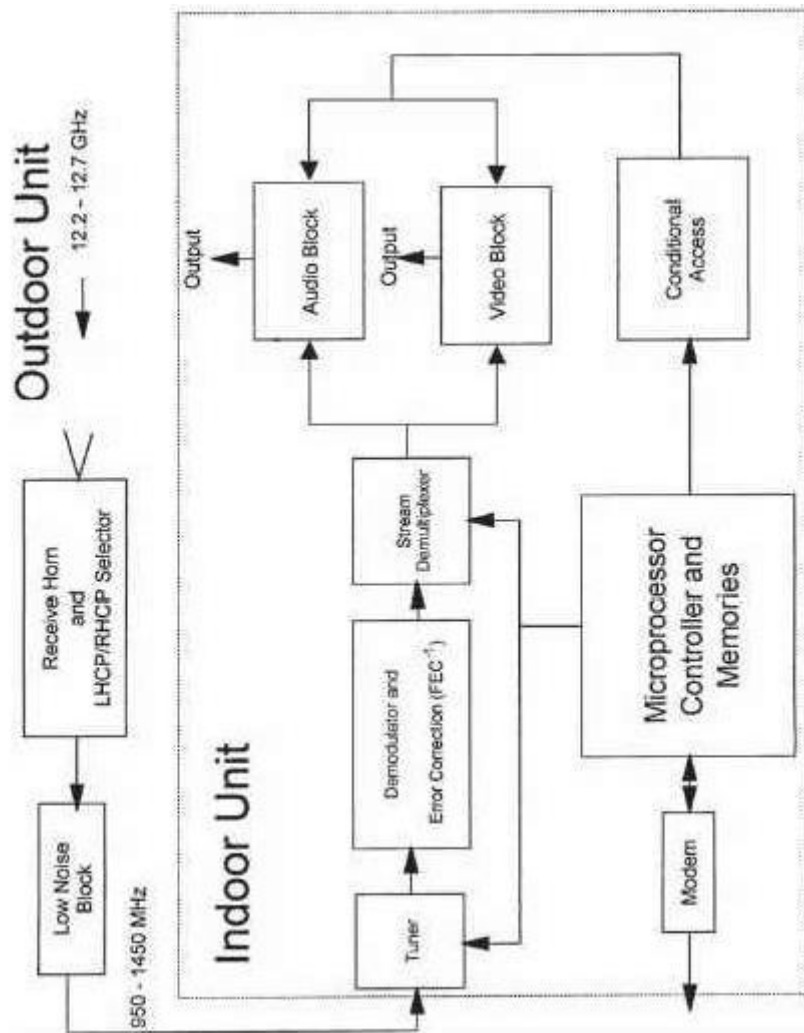 Outdoor Unit
12.2 – 12.7 GHz
Receive Horn
and
LHCP/RHCP Selector
Low Noise
Block
950 - 1450 MHz
Indoor Unit
Tuner
Demodulator and
Error Correction (FEC⁻¹)
Stream
Demultiplexer
Output
Audio Block
Output
Video Block
Conditional
Access
Microprocessor
Controller and
Memories
Modem